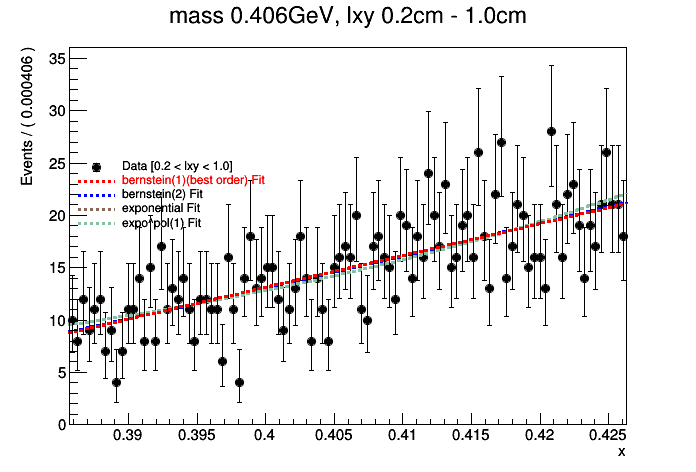 mass 0.406GeV, lxy 0.2cm - 1.0cm
Events / ( 0.000406 )
35
30
25
20
15
10
5
0
Data [0.2 < lxy < 1.0]
bernstein(1)(best order) Fit
bernstein(2) Fit
exponential Fit
expo*pol(1) Fit
0.39 0.395 0.4 0.405 0.41 0.415 0.42 0.425
x